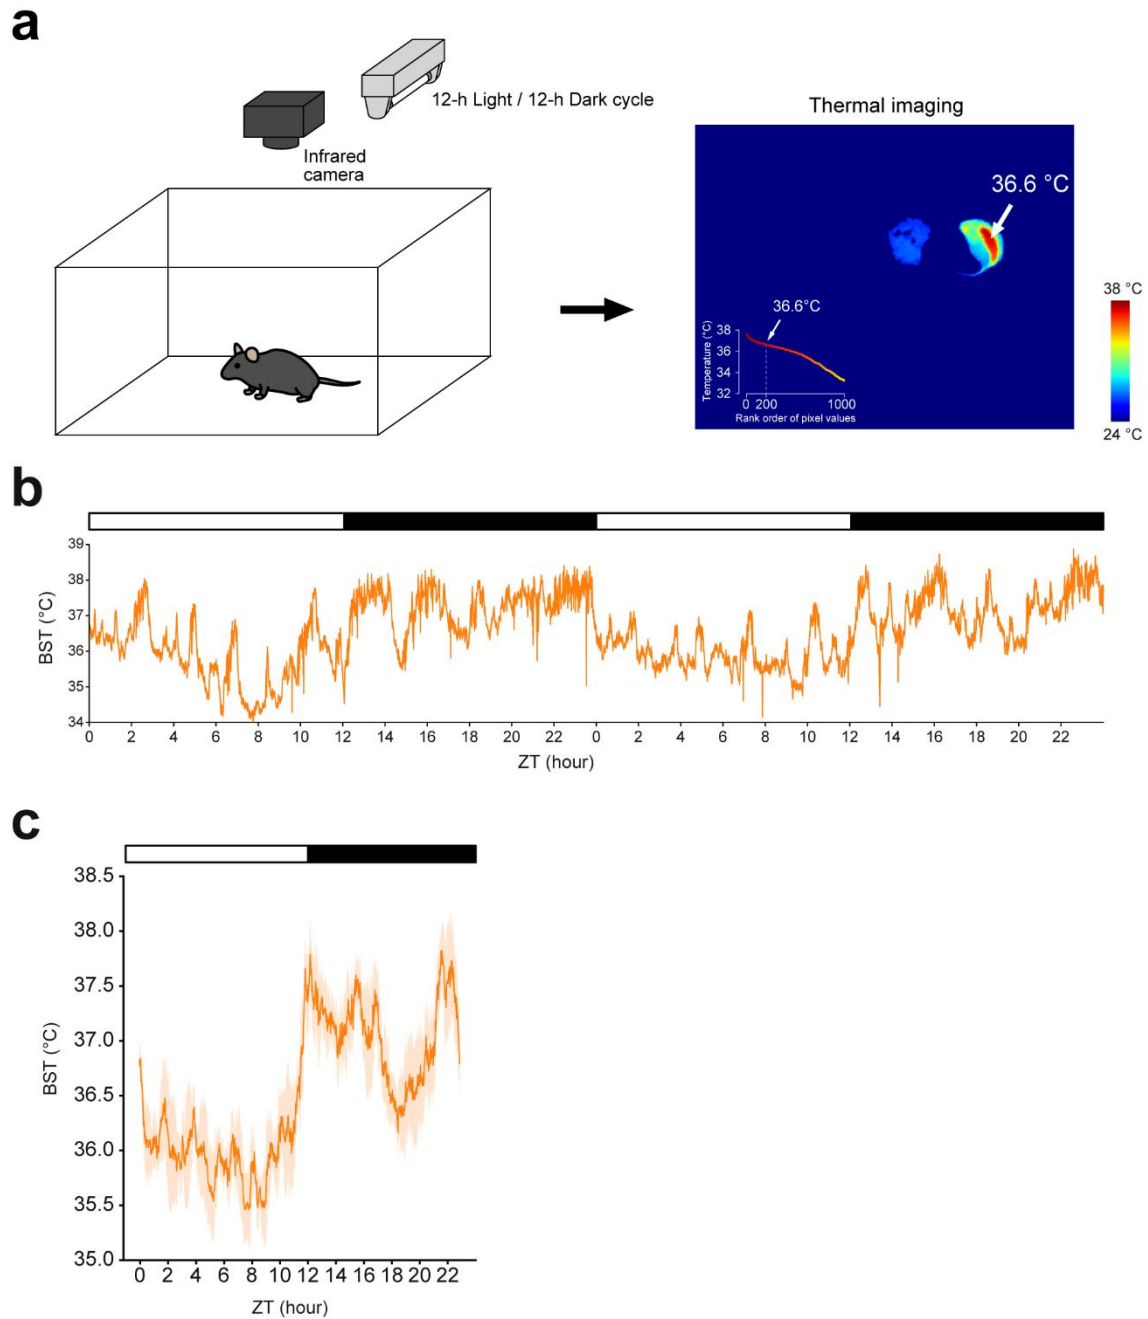 a
12-h Light / 12-h Dark cycle
Infrared
camera
Thermal imaging
36.6 °C
38 °C
24 °C
36.6°C
Temperature (°C)
38
36
34
32
0 200 1000
Rank order of pixel values
b
BST (°C)
39
38
37
36
35
34
0 2 4 6 8 10 12 14 16 18 20 22 0 2 4 6 8 10 12 14 16 18 20 22
ZT (hour)
c
BST (°C)
38.5
38.0
37.5
37.0
36.5
36.0
35.5
35.0
0 2 4 6 8 10 12 14 16 18 20 22
ZT (hour)